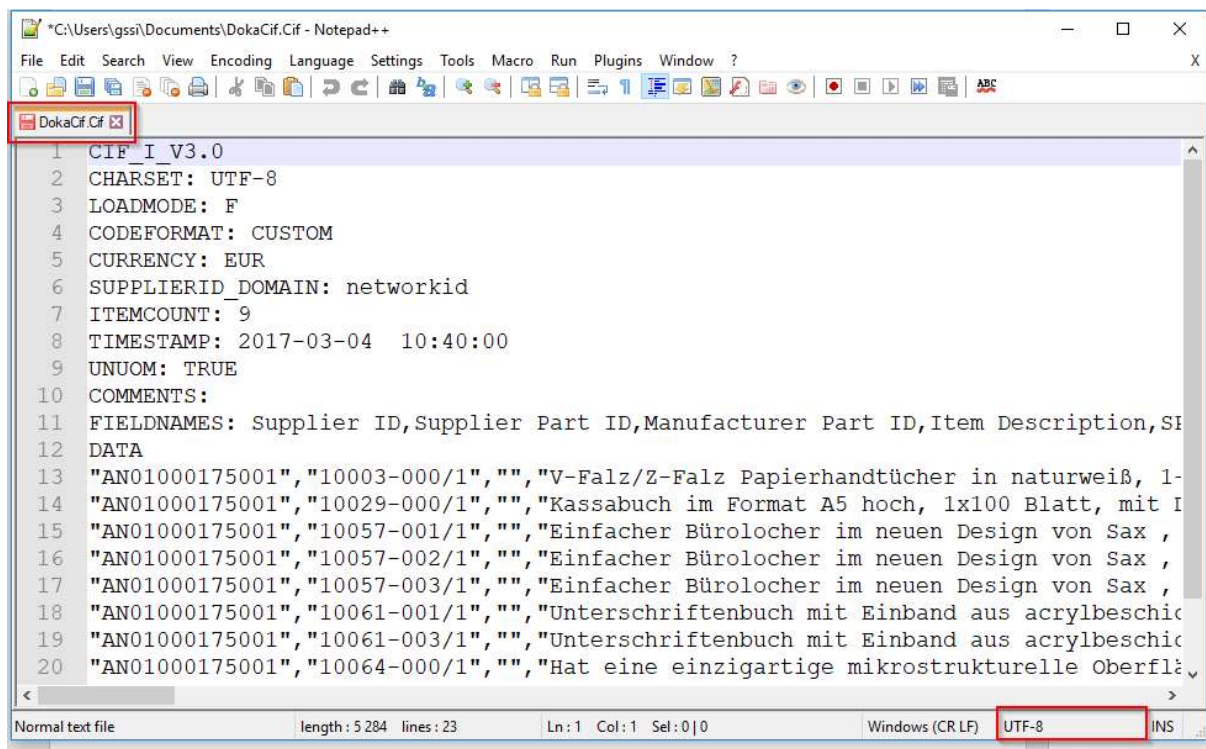 *C:\Users\gssi\Documents\DokaCif.Cif - Notepad++
File Edit Search View Encoding Language Settings Tools Macro Run Plugins Window ? X
ABC
DokaCif.Cif
1 CIF_I_V3.0
2 CHARSET: UTF-8
3 LOADMODE: F
4 CODEFORMAT: CUSTOM
5 CURRENCY: EUR
6 SUPPLIERID_DOMAIN: networkid
7 ITEMCOUNT: 9
8 TIMESTAMP: 2017-03-04  10:40:00
9 UNUOM: TRUE
10 COMMENTS:
11 FIELDNAMES: Supplier ID,Supplier Part ID,Manufacturer Part ID,Item Description,
12 DATA
13 "AN01000175001","10003-000/1","","V-Falz/Z-Falz Papierhandtücher in naturweiß, 1-
14 "AN01000175001","10029-000/1","","Kassabuch im Format A5 hoch, 1x100 Blatt, mit
15 "AN01000175001","10057-001/1","","Einfacher Bürolocher im neuen Design von Sax ,
16 "AN01000175001","10057-002/1","","Einfacher Bürolocher im neuen Design von Sax ,
17 "AN01000175001","10057-003/1","","Einfacher Bürolocher im neuen Design von Sax ,
18 "AN01000175001","10061-001/1","","Unterschriftenbuch mit Einband aus acrylbeschic
19 "AN01000175001","10061-003/1","","Unterschriftenbuch mit Einband aus acrylbeschic
20 "AN01000175001","10064-000/1","","Hat eine einzigartige mikrostrukturelle Oberflä
Normal text file length : 5 284 lines : 23 Ln : 1 Col : 1 Sel : 0 | 0 Windows (CR LF) UTF-8 INS